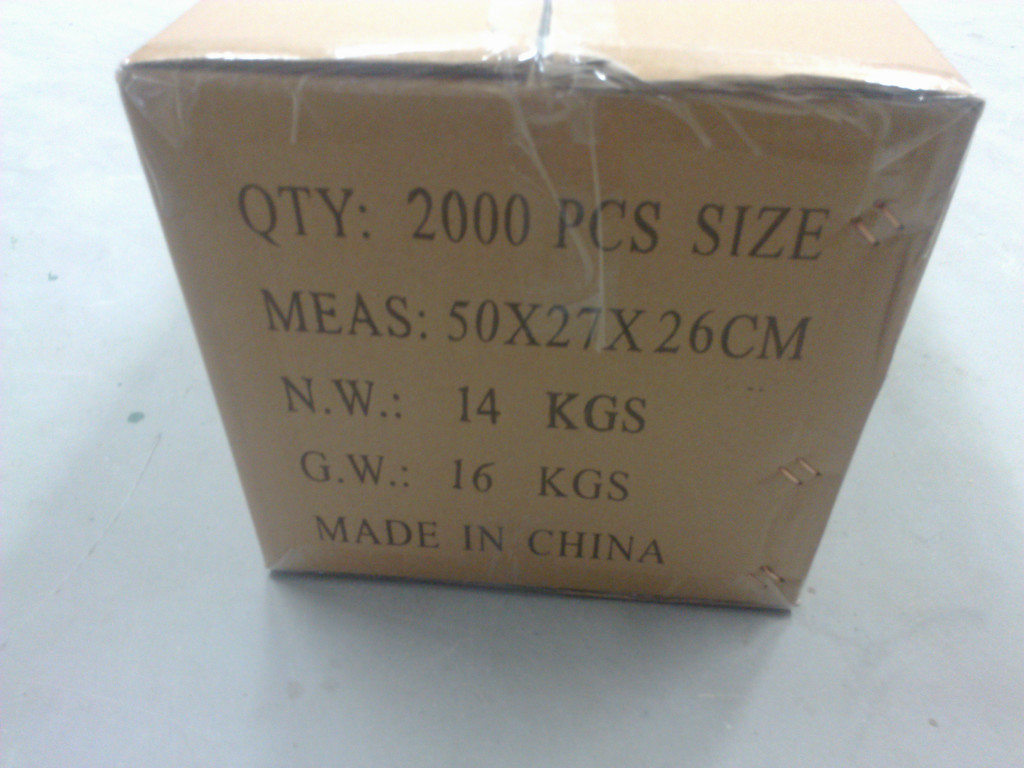 QTY: 2000 PCS SIZE
MEAS: 50X27X26CM
N.W.: 14 KGS
G.W.: 16 KGS
MADE IN CHINA